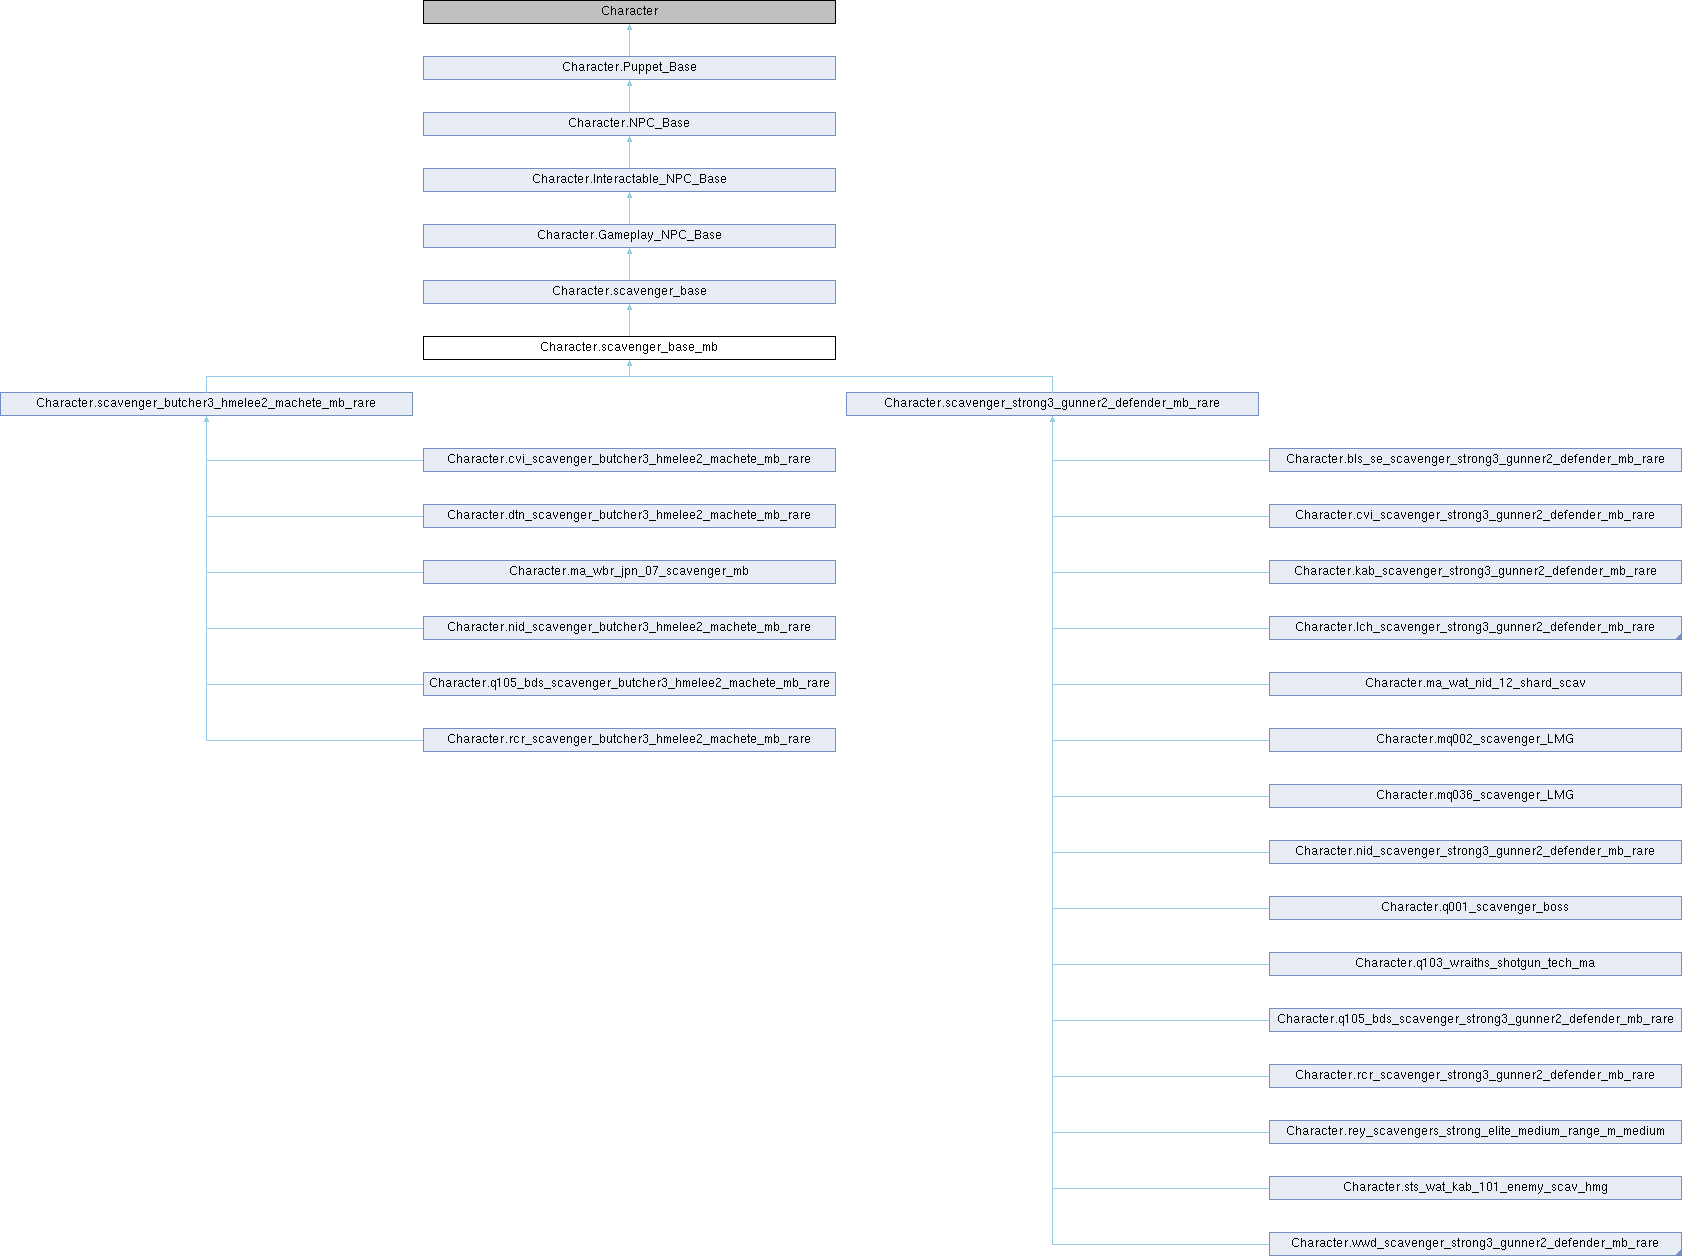 Character
Character.Puppet_Base
Character.NPC_Base
Character.Interactable_NPC_Base
Character.Gameplay_NPC_Base
Character.scavenger_base
Character.scavenger_base_mb
Character.scavenger_butcher3_hmelee2_machete_mb_rare
Character.scavenger_strong3_gunner2_defender_mb_rare
Character.cvi_scavenger_butcher3_hmelee2_machete_mb_rare
Character.dtn_scavenger_butcher3_hmelee2_machete_mb_rare
Character.ma_wbr_jpn_07_scavenger_mb
Character.nid_scavenger_butcher3_hmelee2_machete_mb_rare
Character.q105_bds_scavenger_butcher3_hmelee2_machete_mb_rare
Character.rcr_scavenger_butcher3_hmelee2_machete_mb_rare
Character.bls_se_scavenger_strong3_gunner2_defender_mb_rare
Character.cvi_scavenger_strong3_gunner2_defender_mb_rare
Character.kab_scavenger_strong3_gunner2_defender_mb_rare
Character.lch_scavenger_strong3_gunner2_defender_mb_rare
Character.ma_wat_nid_12_shard_scav
Character.mq002_scavenger_LMG
Character.mq036_scavenger_LMG
Character.nid_scavenger_strong3_gunner2_defender_mb_rare
Character.q001_scavenger_boss
Character.q103_wraiths_shotgun_tech_ma
Character.q105_bds_scavenger_strong3_gunner2_defender_mb_rare
Character.rcr_scavenger_strong3_gunner2_defender_mb_rare
Character.rey_scavengers_strong_elite_medium_range_m_medium
Character.sts_wat_kab_101_enemy_scav_hmg
Character.wwd_scavenger_strong3_gunner2_defender_mb_rare